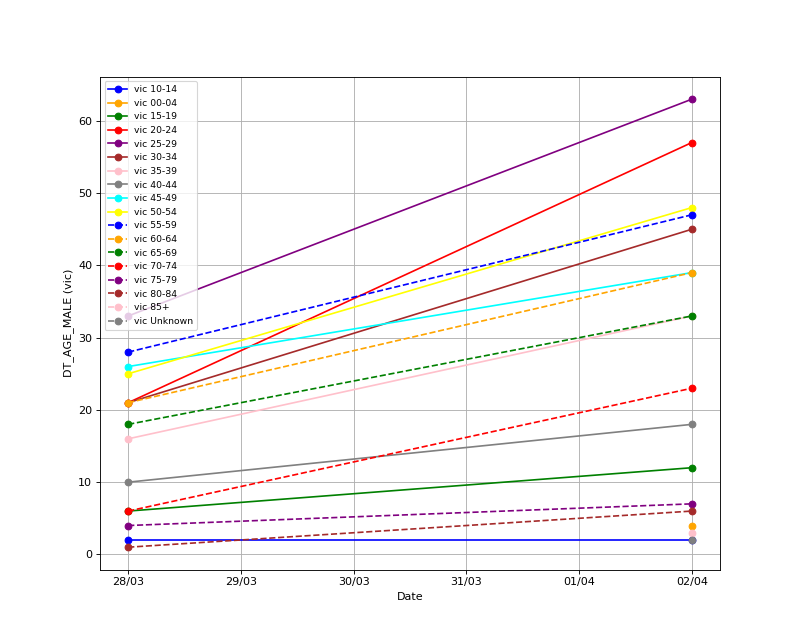 vic 10-14
vic 00-04
vic 15-19
vic 20-24
vic 25-29
vic 30-34
vic 35-39
vic 40-44
vic 45-49
vic 50-54
vic 55-59
vic 60-64
vic 65-69
vic 70-74
vic 75-79
vic 80-84
vic 85+
vic Unknown
60
50
40
30
20
10
0
DT_AGE_MALE (vic)
28/03 29/03 30/03 31/03 01/04 02/04
Date